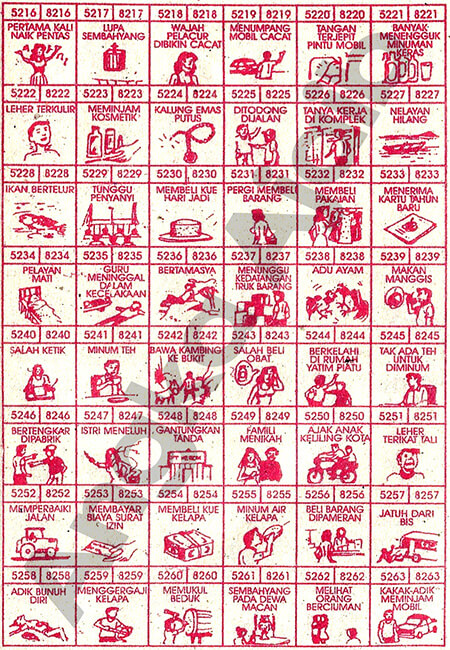 5216 8216 5217 8217 5218 8218 5219 8219 5220 8220 5221 8221
PERTAMA KALI
NAIK PENTAS
LUPA
SEMBAHYANG
WAJAH
PELACUR
DIBIKIN CACAT
MENUMPANG
MOBIL CACAT
TANGAN
TERJEPIT
PINTU MOBIL
BANYAK
MENENGGUK
MINUMAN
KERAS
5222 8222 5223 8223 5224 8224 5225 8225 5226 8226 5227 8227
LEHER TERKULIR
MEMINJAM
KOSMETIK
KALUNG EMAS
PUTUS
DITODONG
DIJALAN
TANYA KERJA
DI KOMPLEK
NELAYAN
HILANG
5228 8228 5229 8229 5230 8230 5231 8231 5232 8232 5233 8233
IKAN BERTELUR
TUNGGU
PENYANYI
MEMBELI KUE
HARI JADI
PERGI MEMBELI
BARANG
MEMBELI
PAKAIAN
MENERIMA
KARTU TAHUN
BARU
5234 8234 5235 8235 5236 8236 5237 8237 5238 8238 5239 8239
PELAYAN
MATI
GURU
MENINGGAL
DALAM
KECELAKAAN
BERTAMASYA
MENUNGGU
KEDATANGAN
TRUK BARANG
ADU AYAM
MAKAN
MANGGIS
5240 8240 5241 8241 5242 8242 5243 8243 5244 8244 5245 8245
SALAH KETIK
MINUM TEH
BAWA KAMBING
KE BUKIT
SALAH BELI
OBAT
BERKELAHI
DI RUMAH
YATIM PIATU
TAK ADA TEH
UNTUK
DIMINUM
5246 8246 5247 8247 5248 8248 5249 8249 5250 8250 5251 8251
BERTENGKAR
DIPABRIK
ISTRI MENELUH
GANTUNGKAN
TANDA
FAMILI
MENIKAH
AJAK ANAK
KELILING KOTA
LEHER
TERIKAT TALI
5252 8252 5253 8253 5254 8254 5255 8255 5256 8256 5257 8257
MEMPERBAIKI
JALAN
MEMBAYAR
BIAYA SURAT
IZIN
MEMBELI KUE
KELAPA
MINUM AIR
KELAPA
BELI BARANG
DIPAMERAN
JATUH DARI
BIS
5258 8258 5259 8259 5260 8260 5261 8261 5262 8262 5263 8263
ADIK BUNUH
DIRI
MENGGERGAJI
KELAPA
MEMUKUL
BEDUK
SEMBAHYANG
PADA DEWA
MACAN
MELIHAT
ORANG
BERCIUMAN
KAKAK-ADIK
MEMINJAM
MOBIL